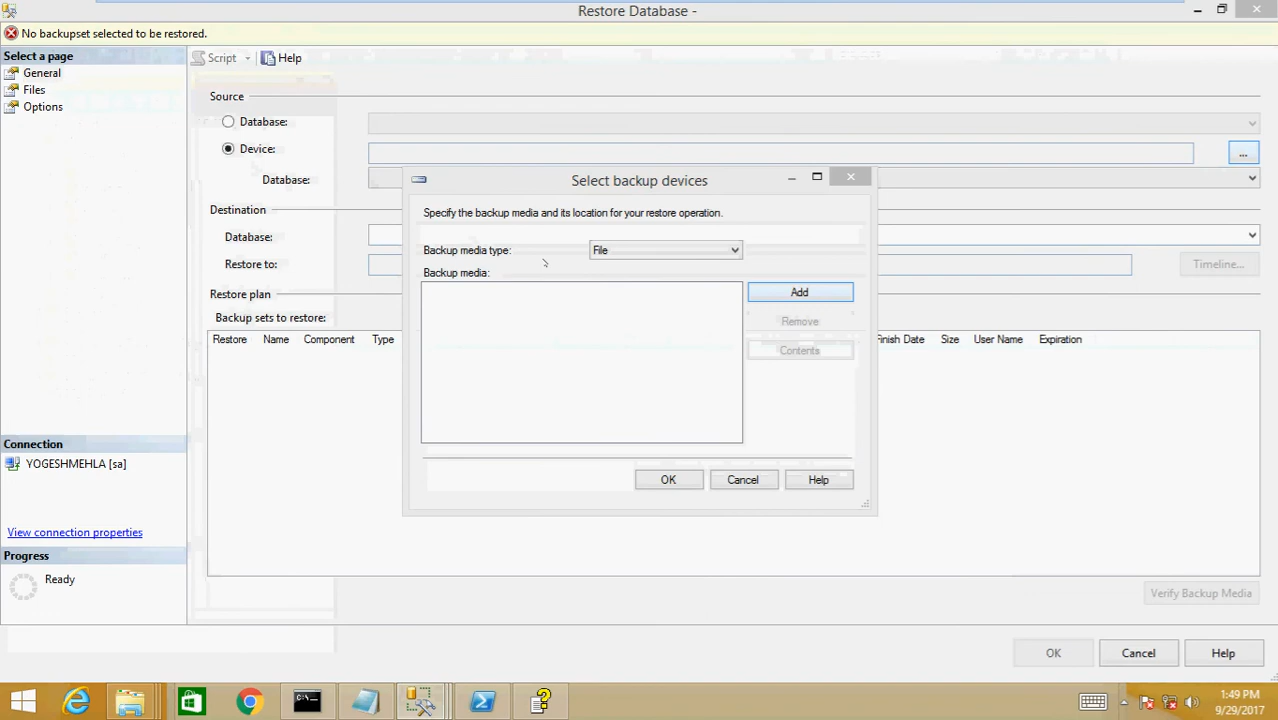 Restore Database -
No backupset selected to be restored.
Select a page
General
Files
Options
Script
Help
Source
Database:
Device:
...
Database:
Destination
Database:
Restore to:
Timeline...
Restore plan
Backup sets to restore:
Restore Name Component Type
Finish Date Size User Name Expiration
Select backup devices
Specify the backup media and its location for your restore operation.
Backup media type:
File
Backup media:
Add
Remove
Contents
OK
Cancel
Help
Connection
YOGESHMEHLA [sa]
View connection properties
Progress
Ready
Verify Backup Media
OK
Cancel
Help
1:49 PM
9/29/2017